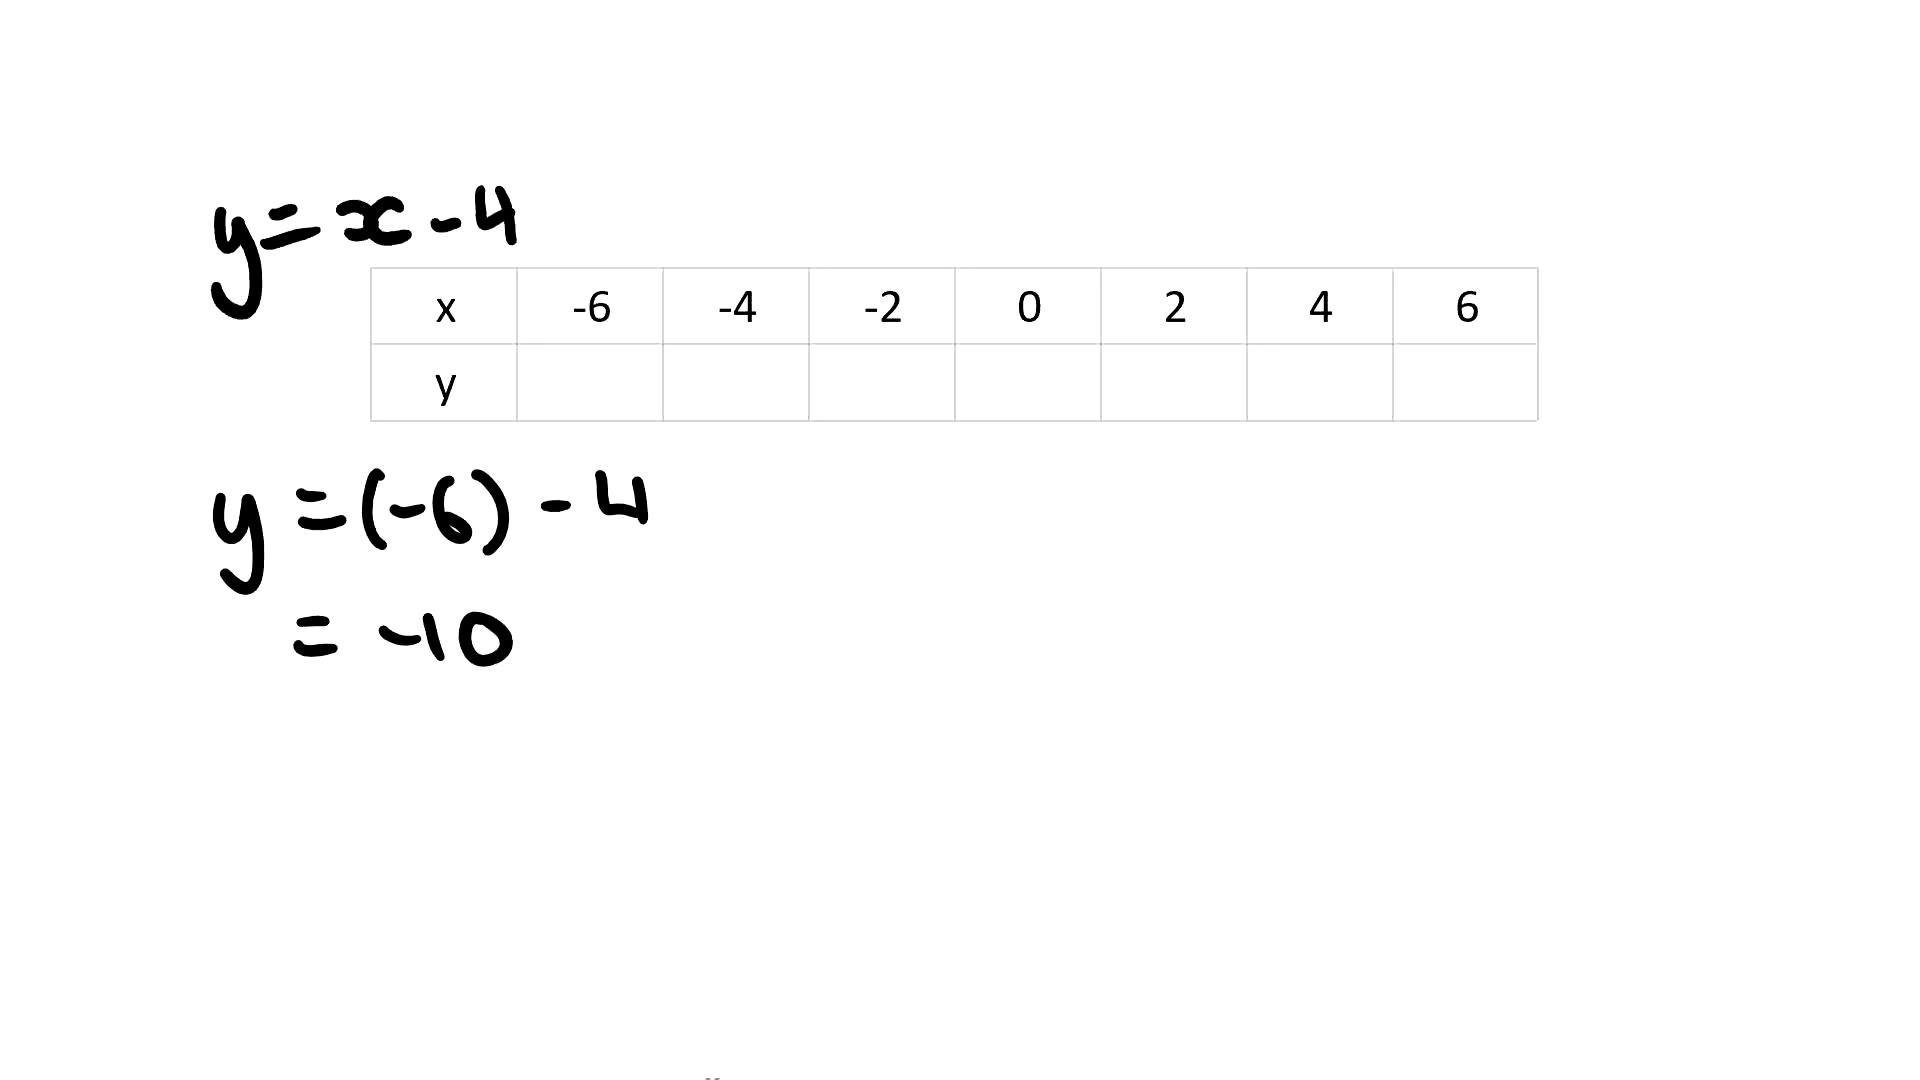 y = x - 4
x -6 -4 -2 0 2 4 6
y
y = (-6) - 4
= -10